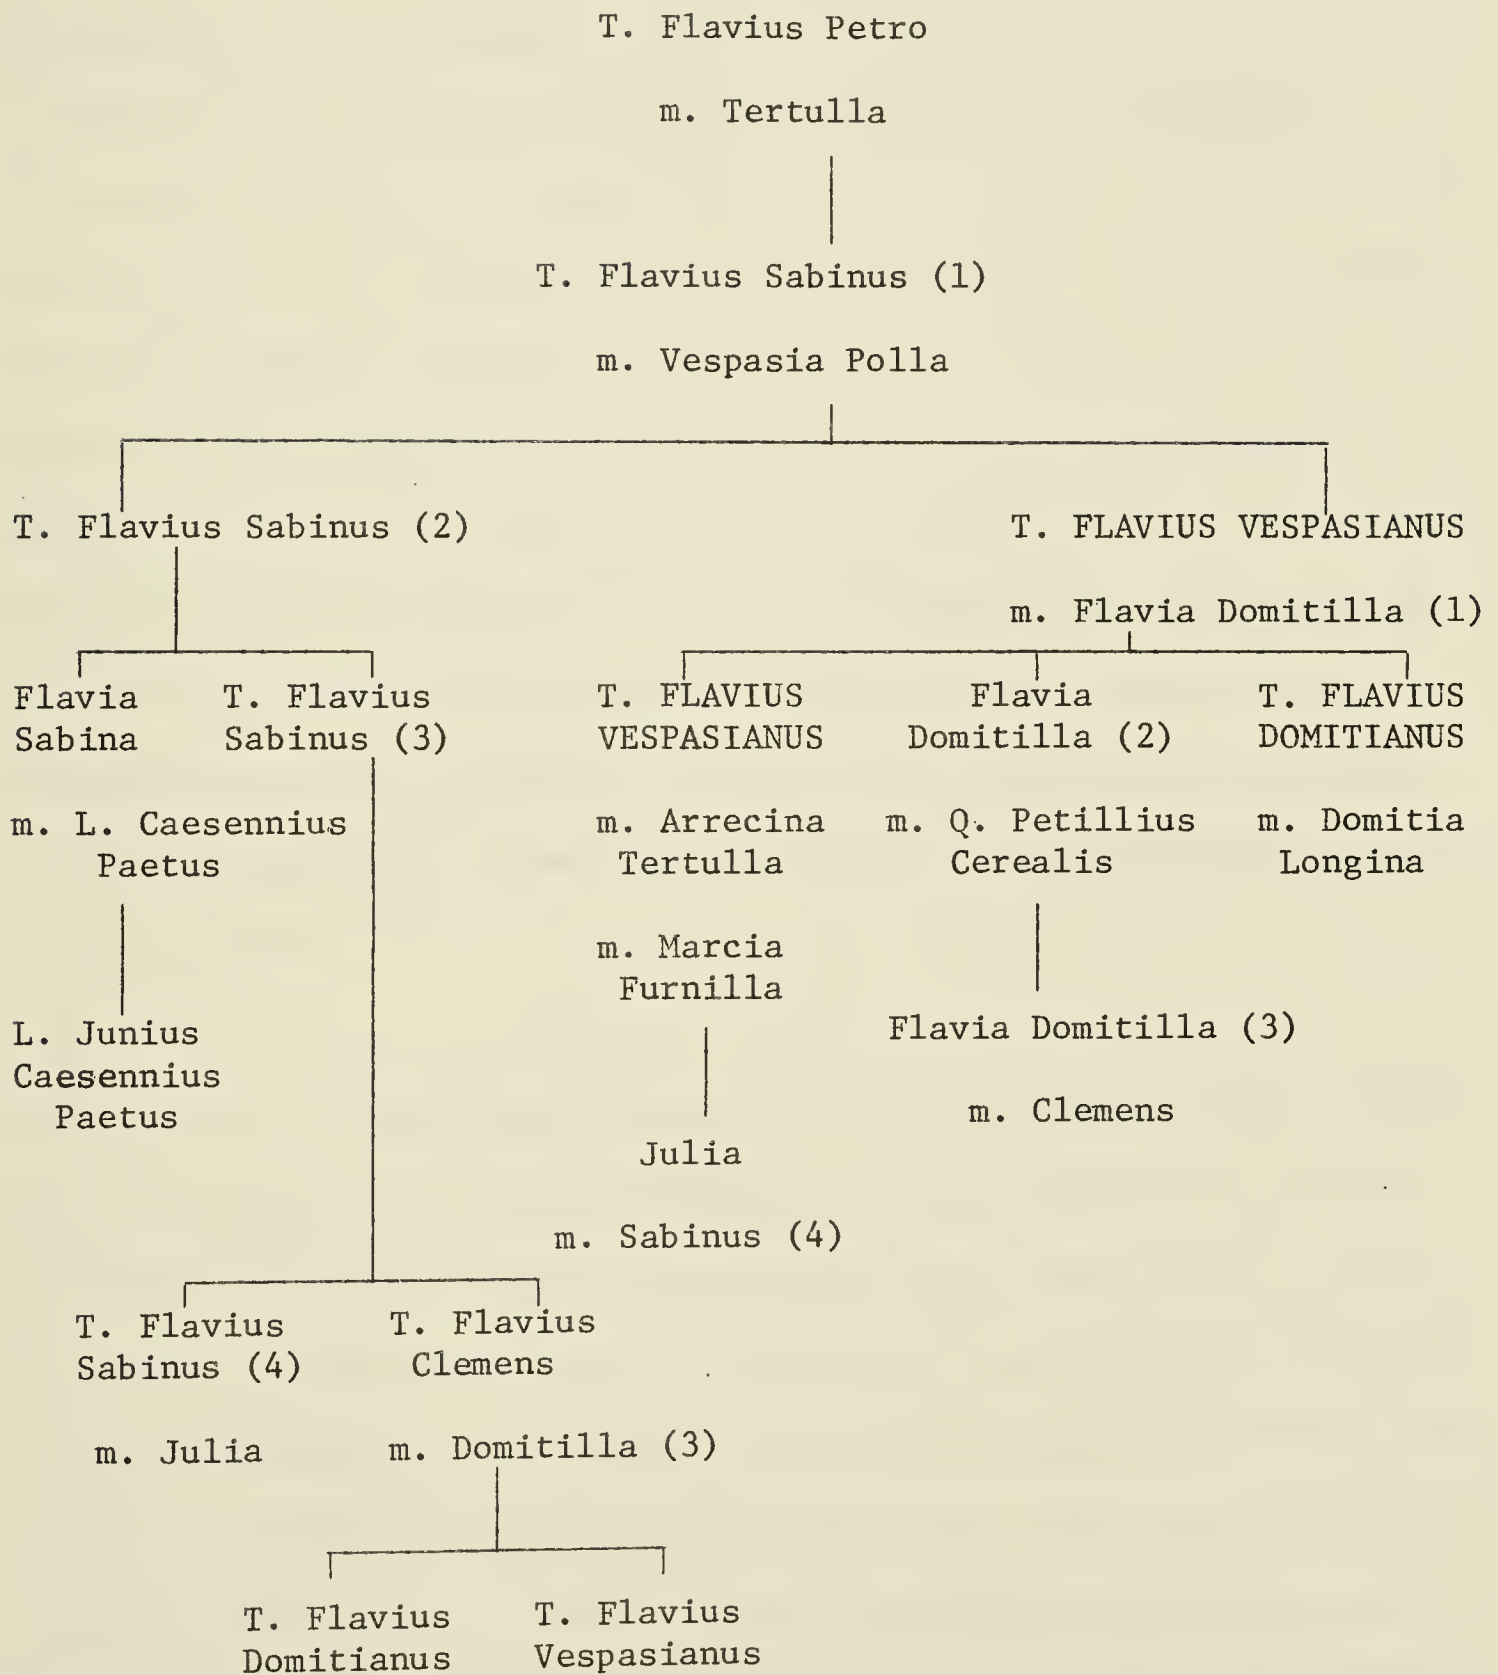 T. Flavius Petro
m. Tertulla
T. Flavius Sabinus (1)
m. Vespasia Polla
T. Flavius Sabinus (2)
T. FLAVIUS VESPASIANUS
m. Flavia Domitilla (1)
Flavia
Sabina
m. L. Caesennius
Paetus
L. Junius
Caesennius
Paetus
T. Flavius
Sabinus (3)
T. FLAVIUS
VESPASIANUS
m. Arrecina
Tertulla
m. Marcia
Furnilla
Julia
m. Sabinus (4)
Flavia
Domitilla (2)
m. Q. Petillius
Cerealis
Flavia Domitilla (3)
m. Clemens
T. FLAVIUS
DOMITIANUS
m. Domitia
Longina
T. Flavius
Sabinus (4)
m. Julia
T. Flavius
Clemens
m. Domitilla (3)
T. Flavius
Domitianus
T. Flavius
Vespasianus